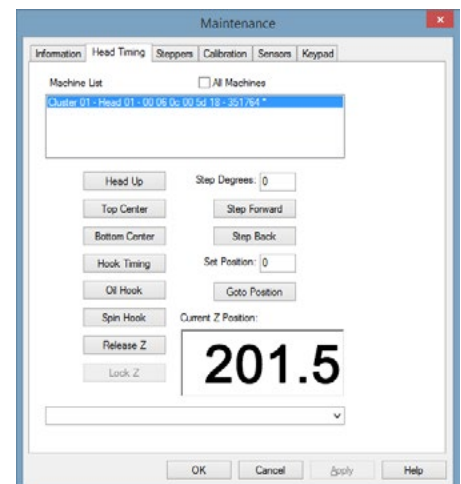 Maintenance
Information Head Timing Steppers Calibration Sensors Keypad
Machine List All Machines
Cluster 01 - Head 01 - 00 06 0c 00 5d 18 - 351764 *
Head Up Step Degrees: 0
Top Center Step Forward
Bottom Center Step Back
Hook Timing Set Position: 0
Oil Hook Goto Position
Spin Hook Current Z Position:
Release Z
201.5
Lock Z
OK Cancel Apply Help